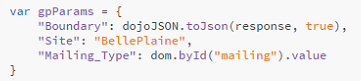 var gpParams = {
"Boundary": dojoJSON.toJson(response, true),
"Site": "BellePlaine",
"Mailing_Type": dom.byId("mailing").value
}